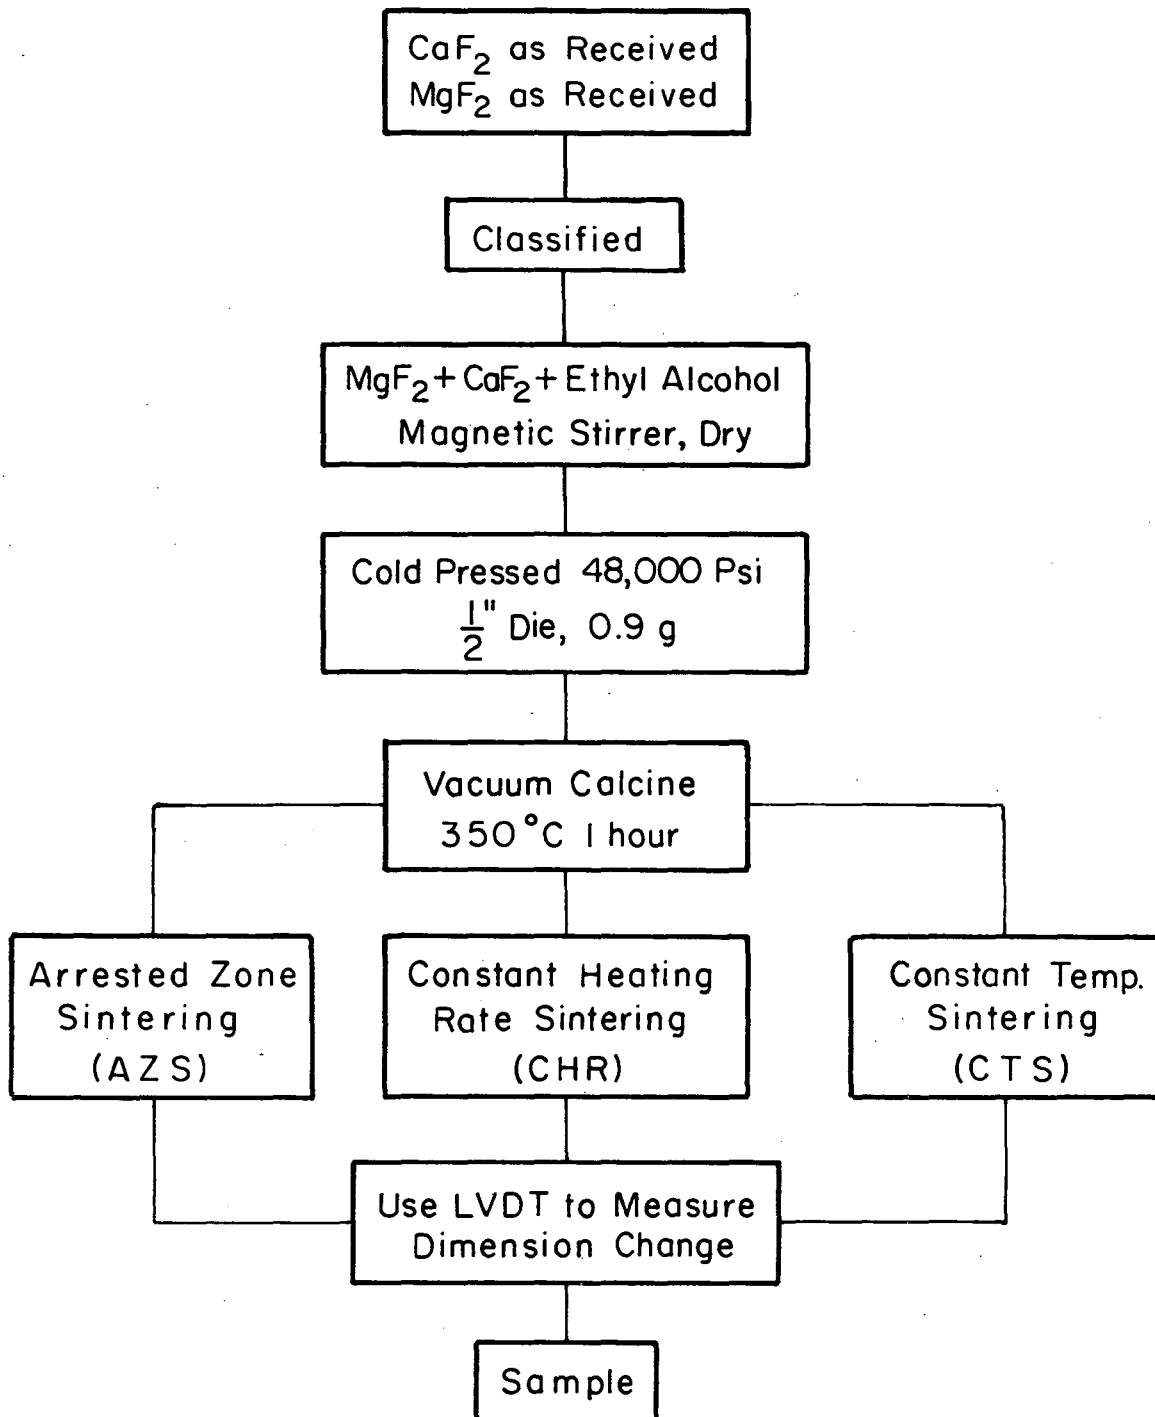 CaF2 as Received
MgF2 as Received
Classified
MgF2+CaF2+Ethyl Alcohol
Magnetic Stirrer, Dry
Cold Pressed 48,000 Psi
1/2" Die, 0.9 g
Vacuum Calcine
350°C 1 hour
Arrested Zone
Sintering
(AZS)
Constant Heating
Rate Sintering
(CHR)
Constant Temp.
Sintering
(CTS)
Use LVDT to Measure
Dimension Change
Sample